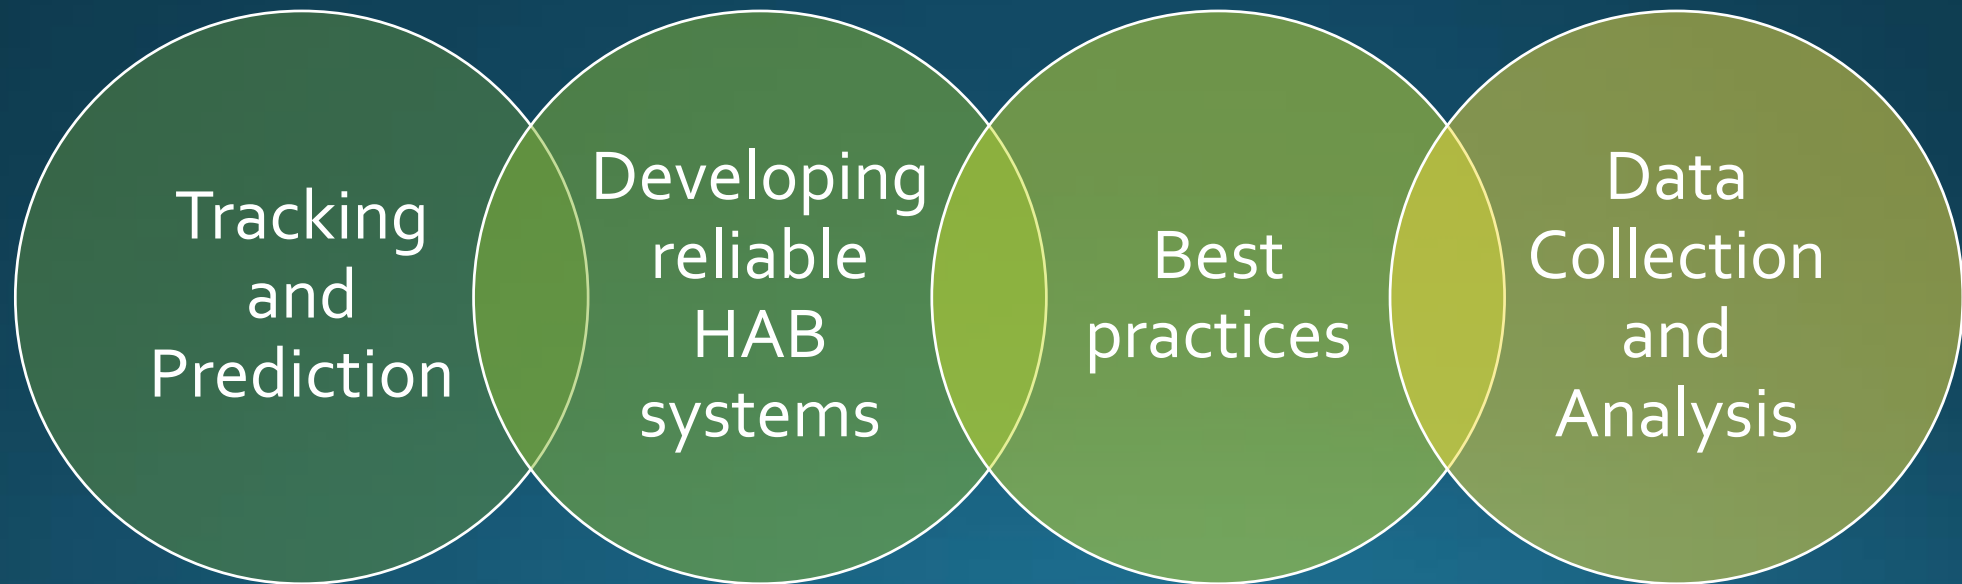 Tracking
and
Prediction
Developing
reliable
HAB
systems
Best
practices
Data
Collection
and
Analysis